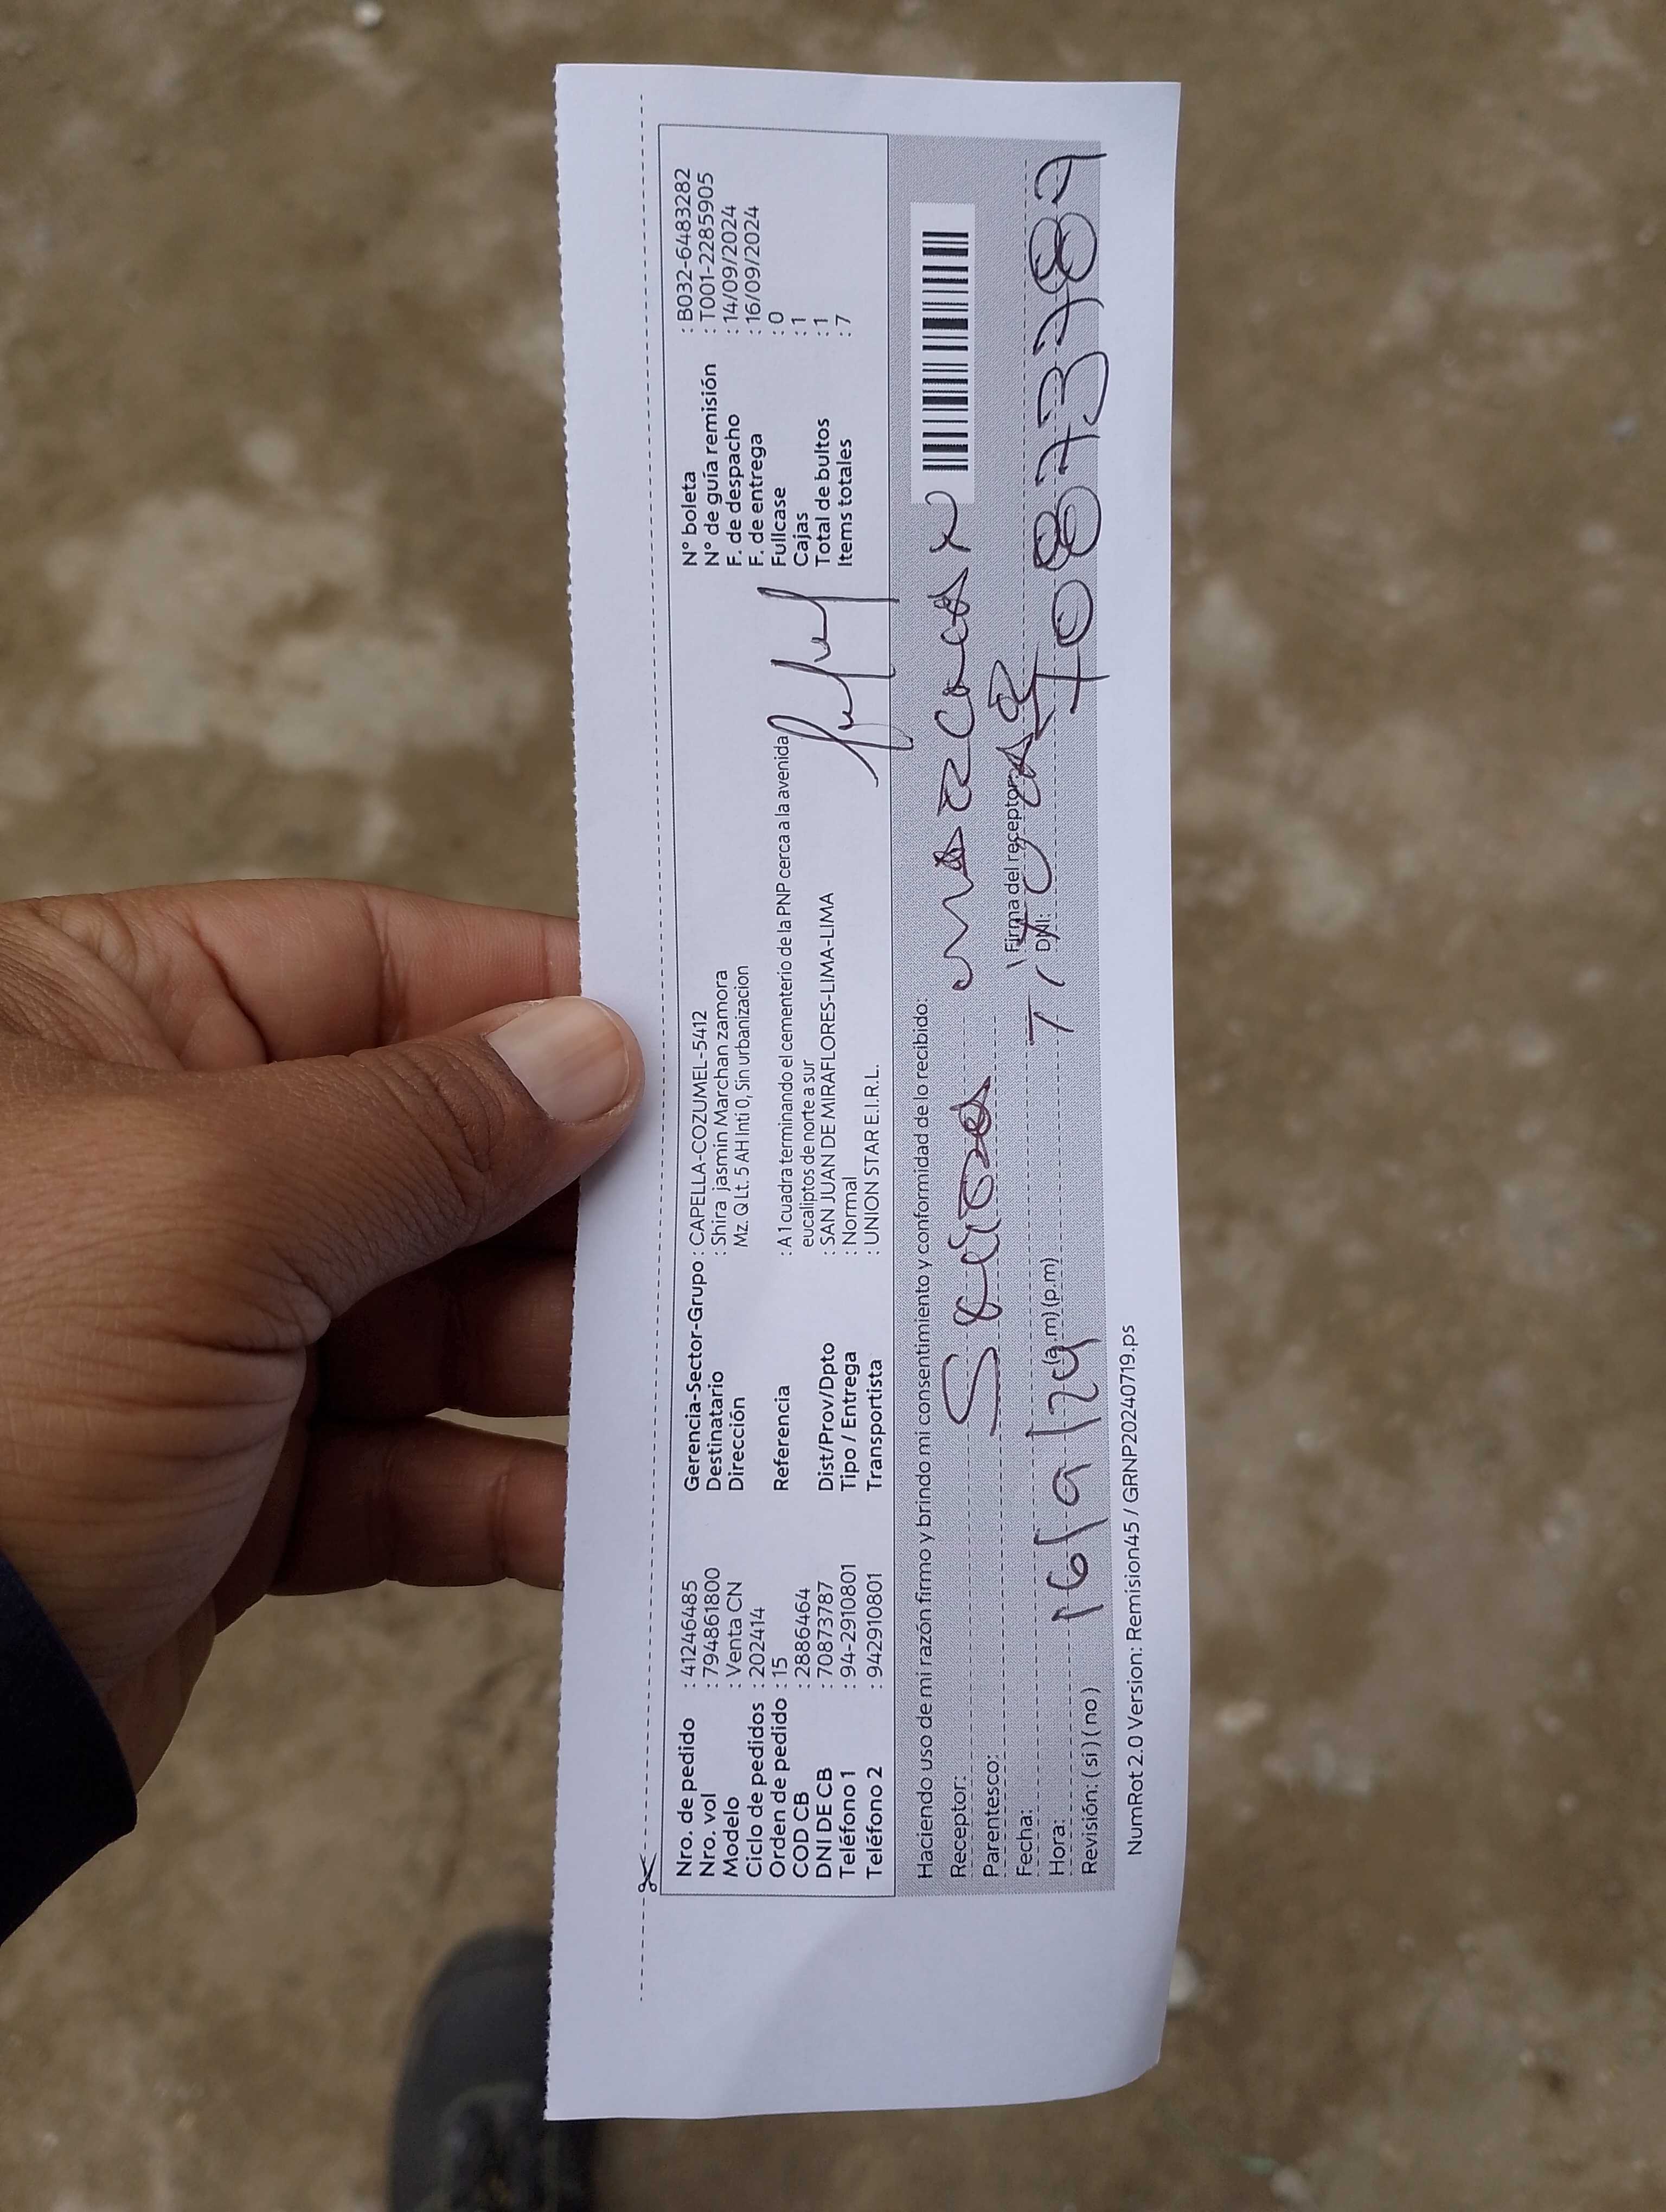 Nro. de pedido : 41246485
Nro. vol : 794861800
Modelo : Venta CN
Ciclo de pedidos : 202414
Orden de pedido : 15
COD CB : 2886464
DNI DE CB : 70873787
Teléfono 1 : 94-2910801
Teléfono 2 : 942910801
Gerencia-Sector-Grupo : CAPELLA-COZUMEL-5412
Destinatario : Shira jasmin Marchan zamora
Dirección Mz. Q Lt. 5 AH Inti 0, Sin urbanizacion
Referencia : A 1 cuadra terminando el cementerio de la PNP cerca a la avenida
eucaliptos de norte a sur
Dist/Prov/Dpto : SAN JUAN DE MIRAFLORES-LIMA-LIMA
Tipo / Entrega : Normal
Transportista : UNION STAR E.I.R.L.
N° boleta : B032-6483282
N° de guía remisión : T001-2285905
F. de despacho : 14/09/2024
F. de entrega : 16/09/2024
Fullcase : 0
Cajas : 1
Total de bultos : 1
Items totales : 7
Haciendo uso de mi razón firmo y brindo mi consentimiento y conformidad de lo recibido:
Receptor:
Parentesco:
Fecha: 16/9/24
Hora: (a.m) (p.m)
Revisión: ( si ) ( no )
Firma del receptor
DNI: 70873787
NumRot 2.0 Version: Remision45 / GRNP20240719.ps